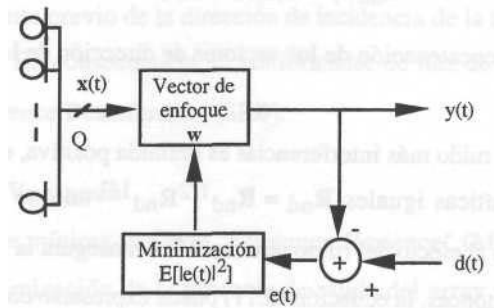 x(t)
Q
Vector de
enfoque
w
y(t)
Minimización
E[|e(t)|²]
-
+
+
d(t)
e(t)